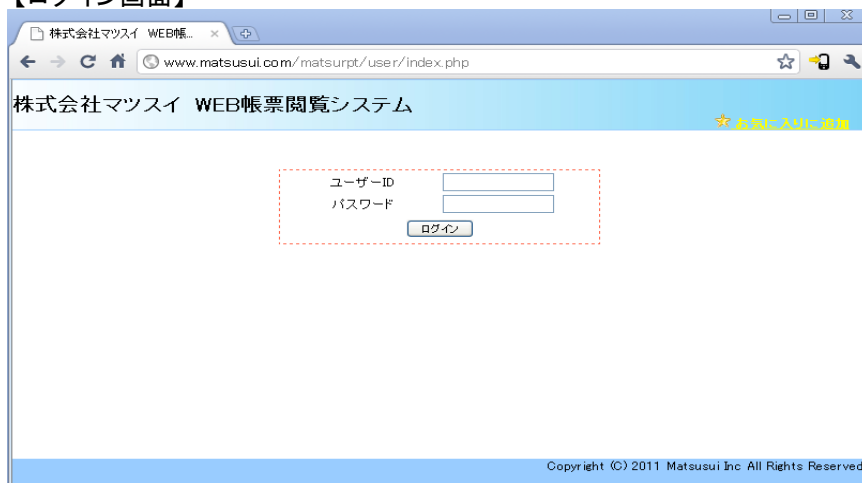 【ログイン画面】
株式会社マツスイ WEB帳...
www.matsusui.com/matsurpt/user/index.php
株式会社マツスイ WEB帳票閲覧システム
お気に入りに追加
ユーザーID
パスワード
ログイン
Copyright (C) 2011 Matsusui Inc All Rights Reserved